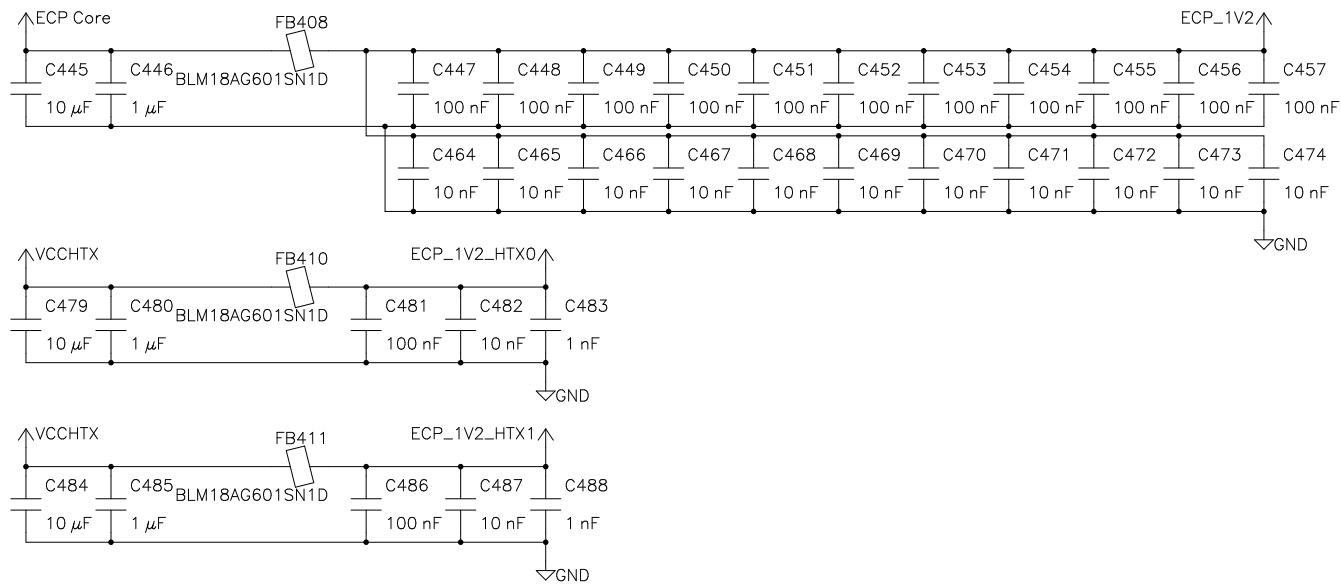 ECP Core
FB408
ECP_1V2
C445
C446
BLM18AG601SN1D
C447
C448
C449
C450
C451
C452
C453
C454
C455
C456
C457
10 µF
1 µF
100 nF
100 nF
100 nF
100 nF
100 nF
100 nF
100 nF
100 nF
100 nF
100 nF
100 nF
C464
C465
C466
C467
C468
C469
C470
C471
C472
C473
C474
10 nF
10 nF
10 nF
10 nF
10 nF
10 nF
10 nF
10 nF
10 nF
10 nF
10 nF
GND
VCCHTX
FB410
ECP_1V2_HTX0
C479
C480
BLM18AG601SN1D
C481
C482
C483
10 µF
1 µF
100 nF
10 nF
1 nF
GND
VCCHTX
FB411
ECP_1V2_HTX1
C484
C485
BLM18AG601SN1D
C486
C487
C488
10 µF
1 µF
100 nF
10 nF
1 nF
GND